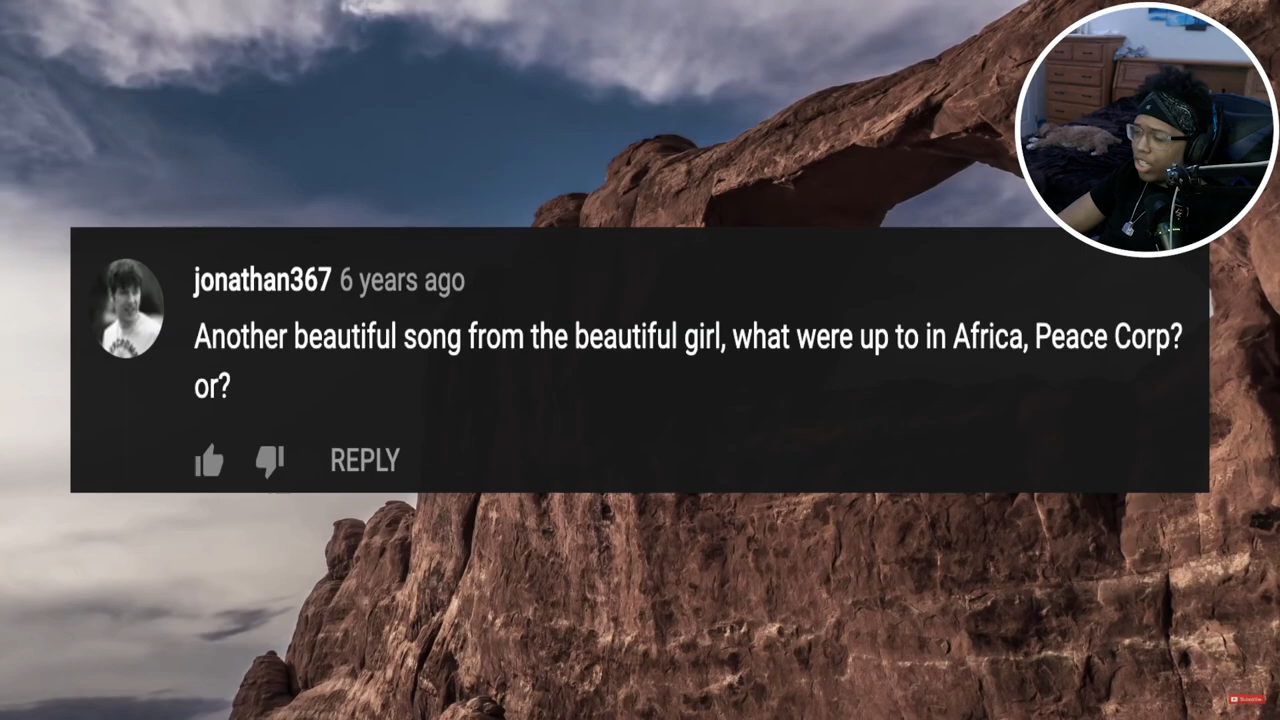 jonathan367 6 years ago
Another beautiful song from the beautiful girl, what were up to in Africa, Peace Corp?
or?
REPLY
Subscribe